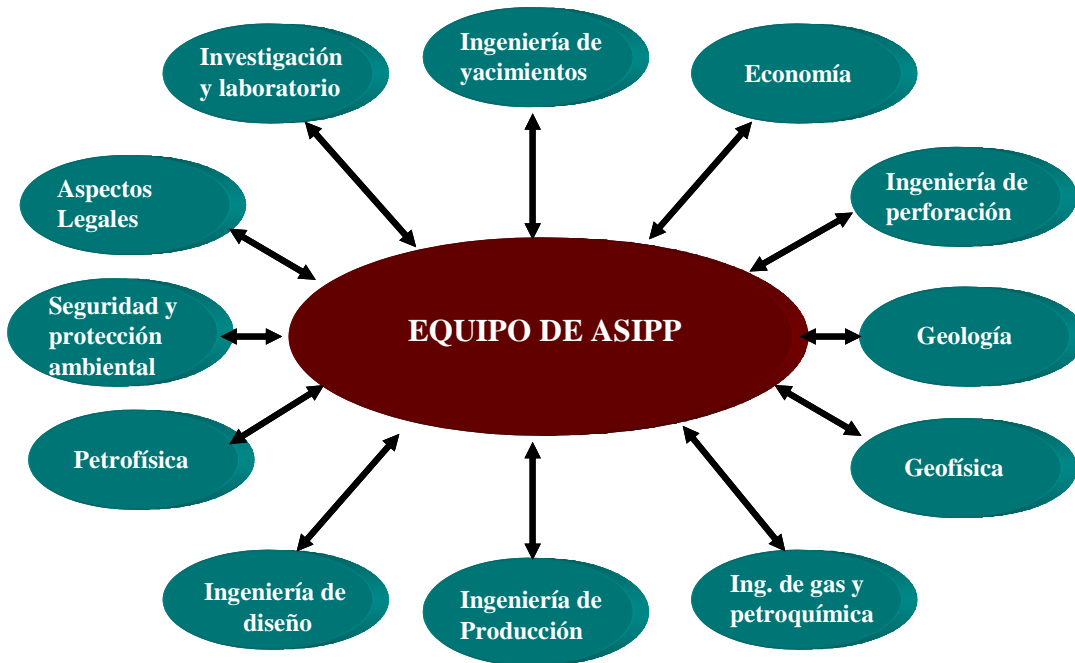 Investigación
y laboratorio
Ingeniería de
yacimientos
Economía
Aspectos
Legales
Ingeniería de
perforación
Seguridad y
protección
ambiental
EQUIPO DE ASIPP
Geología
Petrofísica
Geofísica
Ingeniería de
diseño
Ingeniería de
Producción
Ing. de gas y
petroquímica